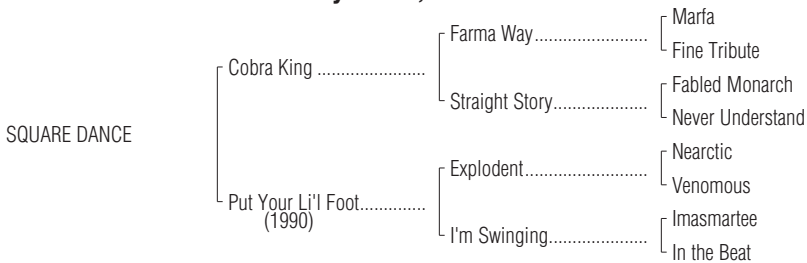 Marfa
Farma Way........................
Fine Tribute
Cobra King .......................
Fabled Monarch
Straight Story....................
Never Understand
SQUARE DANCE
Nearctic
Explodent..........................
Venomous
Put Your Li'l Foot..............
(1990)
Imasmartee
I'm Swinging.....................
In the Beat